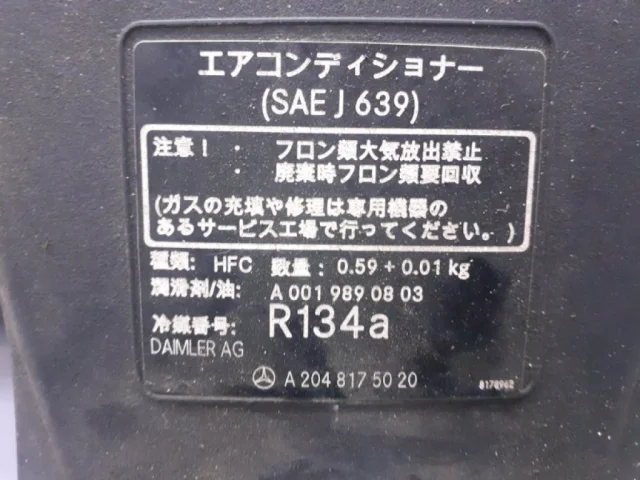 エアコンディショナー
(SAE J 639)
注意！ ・ フロン類大気放出禁止
・ 廃棄時フロン類要回収
(ガスの充填や修理は専用機器の
あるサービス工場で行ってください。)
種類: HFC 数量: 0.59 + 0.01 kg
潤滑剤/油: A 001 989 08 03
冷媒番号: R134a
DAIMLER AG
A 204 817 50 20
8178962